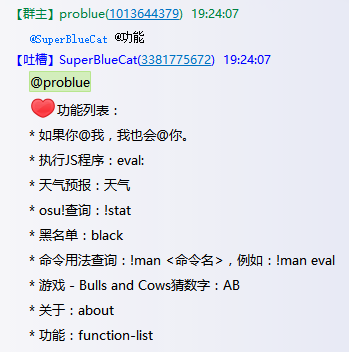 【群主】problue(1013644379) 19:24:07
@SuperBlueCat @功能
【吐槽】SuperBlueCat(3381775672) 19:24:07
@problue
功能列表：
* 如果你@我，我也会@你。
* 执行JS程序：eval:
* 天气预报：天气
* osu!查询：!stat
* 黑名单：black
* 命令用法查询：!man <命令名>，例如：!man eval
* 游戏 - Bulls and Cows猜数字：AB
* 关于：about
* 功能：function-list